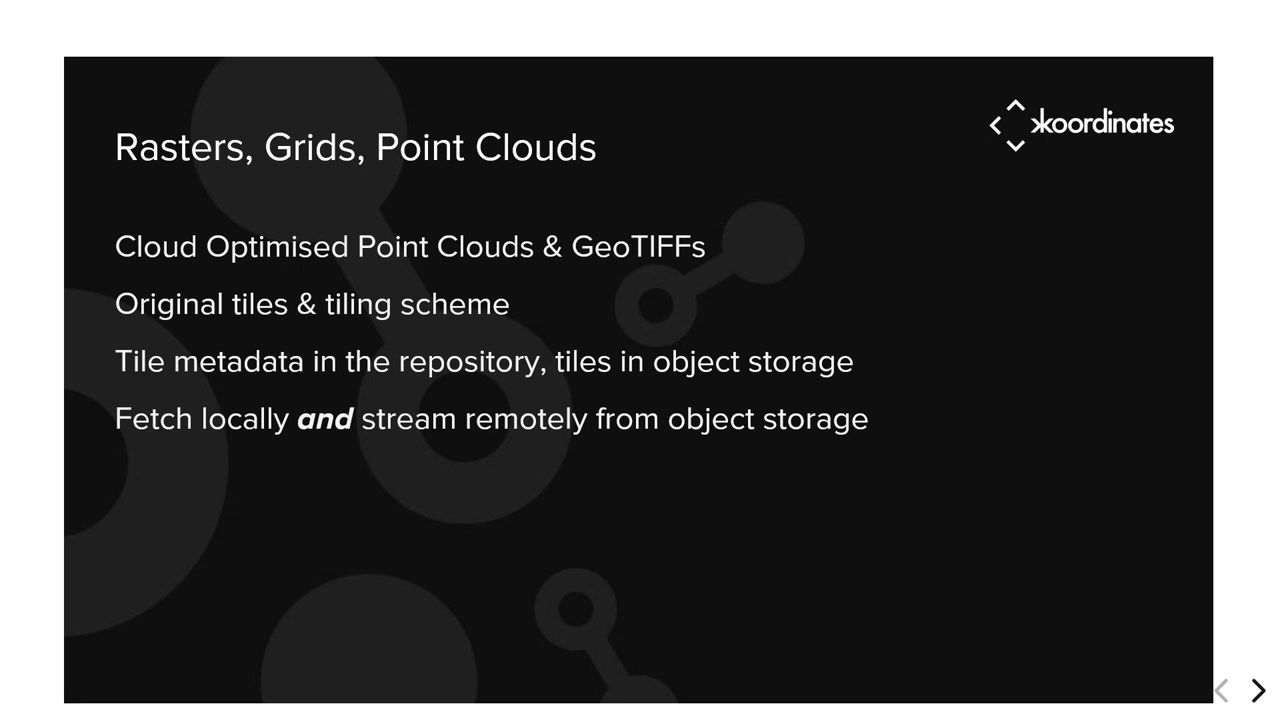 koordinates
Rasters, Grids, Point Clouds
Cloud Optimised Point Clouds & GeoTIFFs
Original tiles & tiling scheme
Tile metadata in the repository, tiles in object storage
Fetch locally and stream remotely from object storage